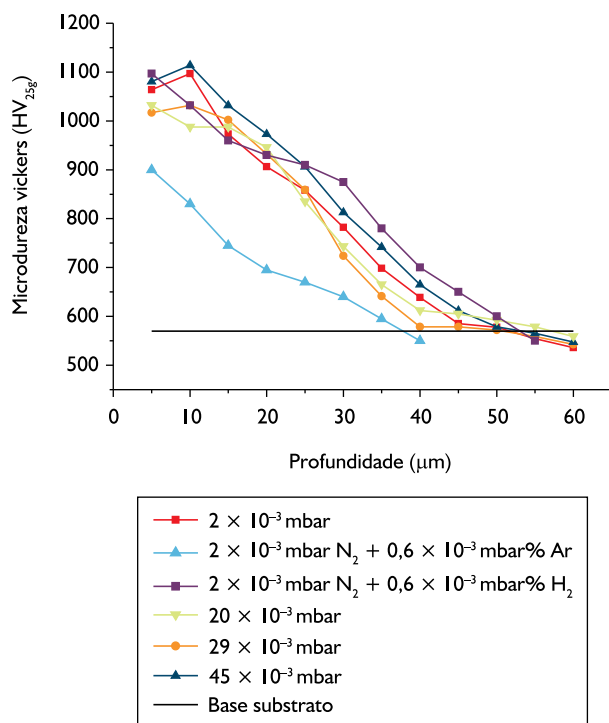 1200
1100
1000
900
800
700
600
500
Microdureza vickers (HV25g)
0
10
20
30
40
50
60
Profundidade (μm)
2 × 10⁻³ mbar
2 × 10⁻³ mbar N₂ + 0,6 × 10⁻³ mbar% Ar
2 × 10⁻³ mbar N₂ + 0,6 × 10⁻³ mbar% H₂
20 × 10⁻³ mbar
29 × 10⁻³ mbar
45 × 10⁻³ mbar
Base substrato